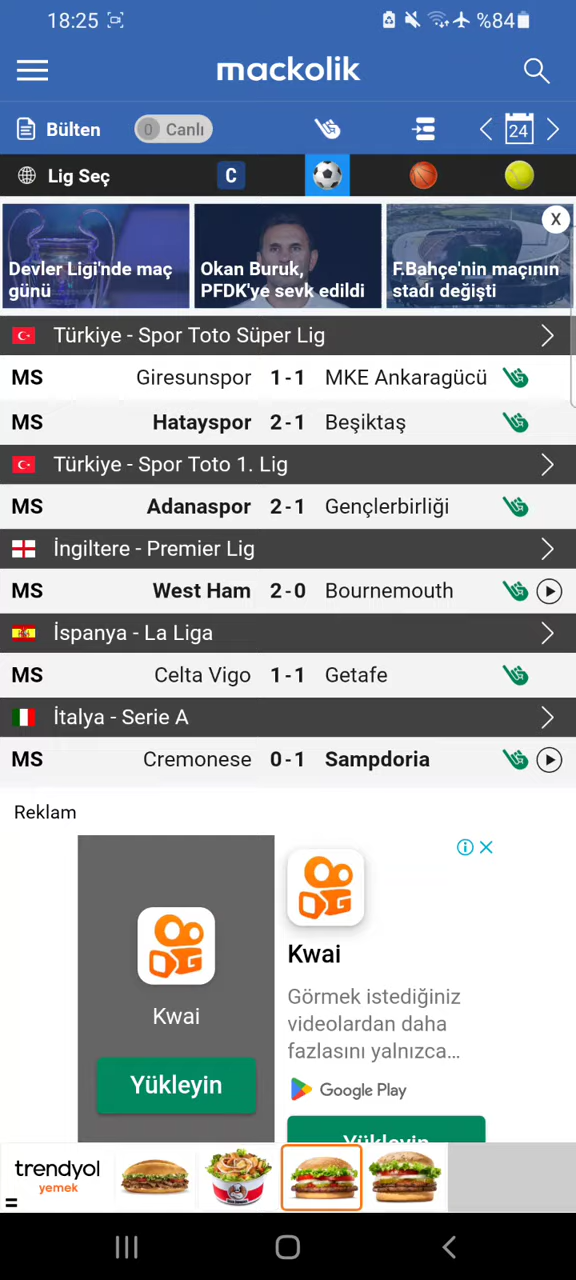 18:25 %84
mackolik
Bülten 0 Canlı 24
Lig Seç C
Devler Ligi'nde maç
günü
Okan Buruk,
PFDK'ye sevk edildi
F.Bahçe'nin maçının
stadı değişti
X
Türkiye - Spor Toto Süper Lig
MS Giresunspor 1-1 MKE Ankaragücü
MS Hatayspor 2-1 Beşiktaş
Türkiye - Spor Toto 1. Lig
MS Adanaspor 2-1 Gençlerbirliği
İngiltere - Premier Lig
MS West Ham 2-0 Bournemouth
İspanya - La Liga
MS Celta Vigo 1-1 Getafe
İtalya - Serie A
MS Cremonese 0-1 Sampdoria
Reklam
Kwai
Yükleyin
Kwai
Görmek istediğiniz
videolardan daha
fazlasını yalnızca...
Google Play
Yükleyin
trendyol
yemek